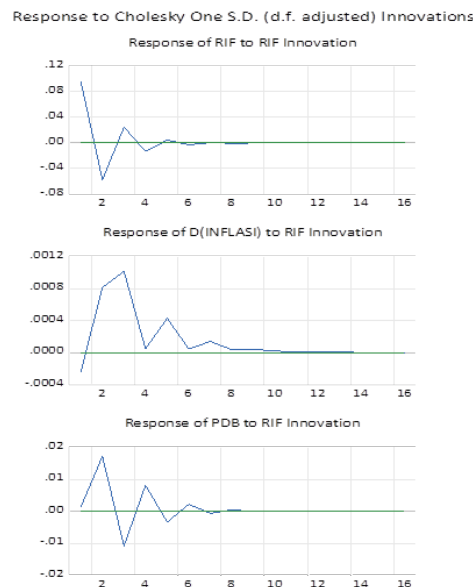 Response to Cholesky One S.D. (d.f. adjusted) Innovations
Response of RIF to RIF Innovation
.12
.08
.04
.00
-.04
-.08
2 4 6 8 10 12 14 16
Response of D(INFLASI) to RIF Innovation
.0012
.0008
.0004
.0000
-.0004
2 4 6 8 10 12 14 16
Response of PDB to RIF Innovation
.02
.01
.00
-.01
-.02
2 4 6 8 10 12 14 16